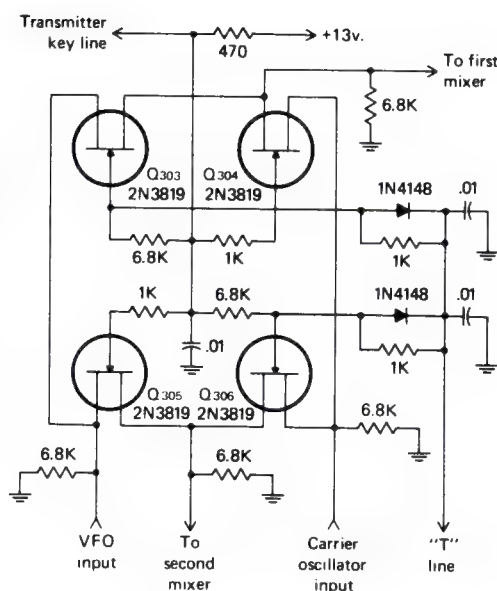 Transmitter
key line
470
+13v.
To first
mixer
6.8K
Q303
2N3819
Q304
2N3819
1N4148
.01
6.8K
1K
1K
1K
6.8K
1N4148
.01
.01
1K
Q305
2N3819
Q306
2N3819
6.8K
6.8K
6.8K
VFO
input
To
second
mixer
Carrier
oscillator
input
"T"
line